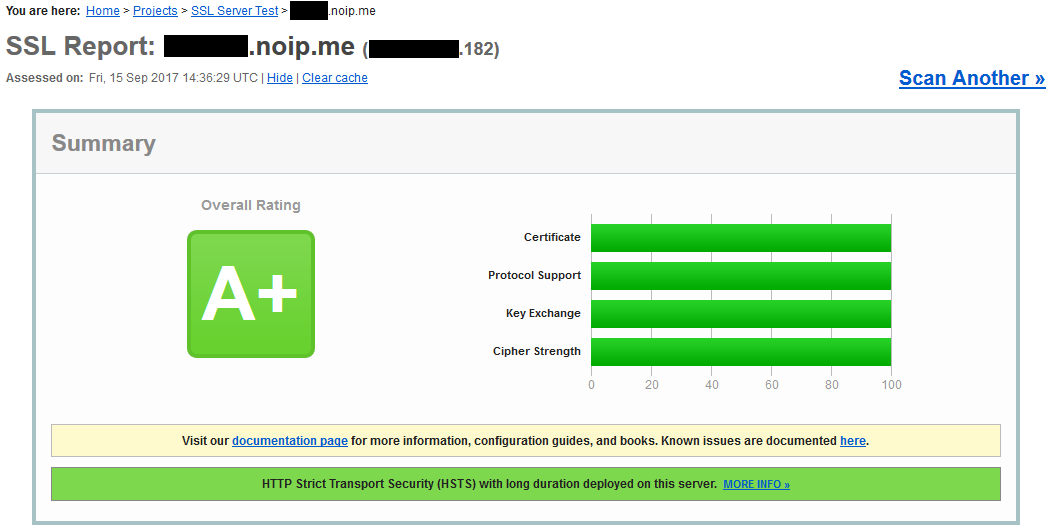 You are here: Home > Projects > SSL Server Test > .noip.me
SSL Report: .noip.me ( .182)
Assessed on: Fri, 15 Sep 2017 14:36:29 UTC | Hide | Clear cache
Scan Another »
Summary
Overall Rating
A+
Certificate
Protocol Support
Key Exchange
Cipher Strength
0 20 40 60 80 100
Visit our documentation page for more information, configuration guides, and books. Known issues are documented here.
HTTP Strict Transport Security (HSTS) with long duration deployed on this server. MORE INFO »